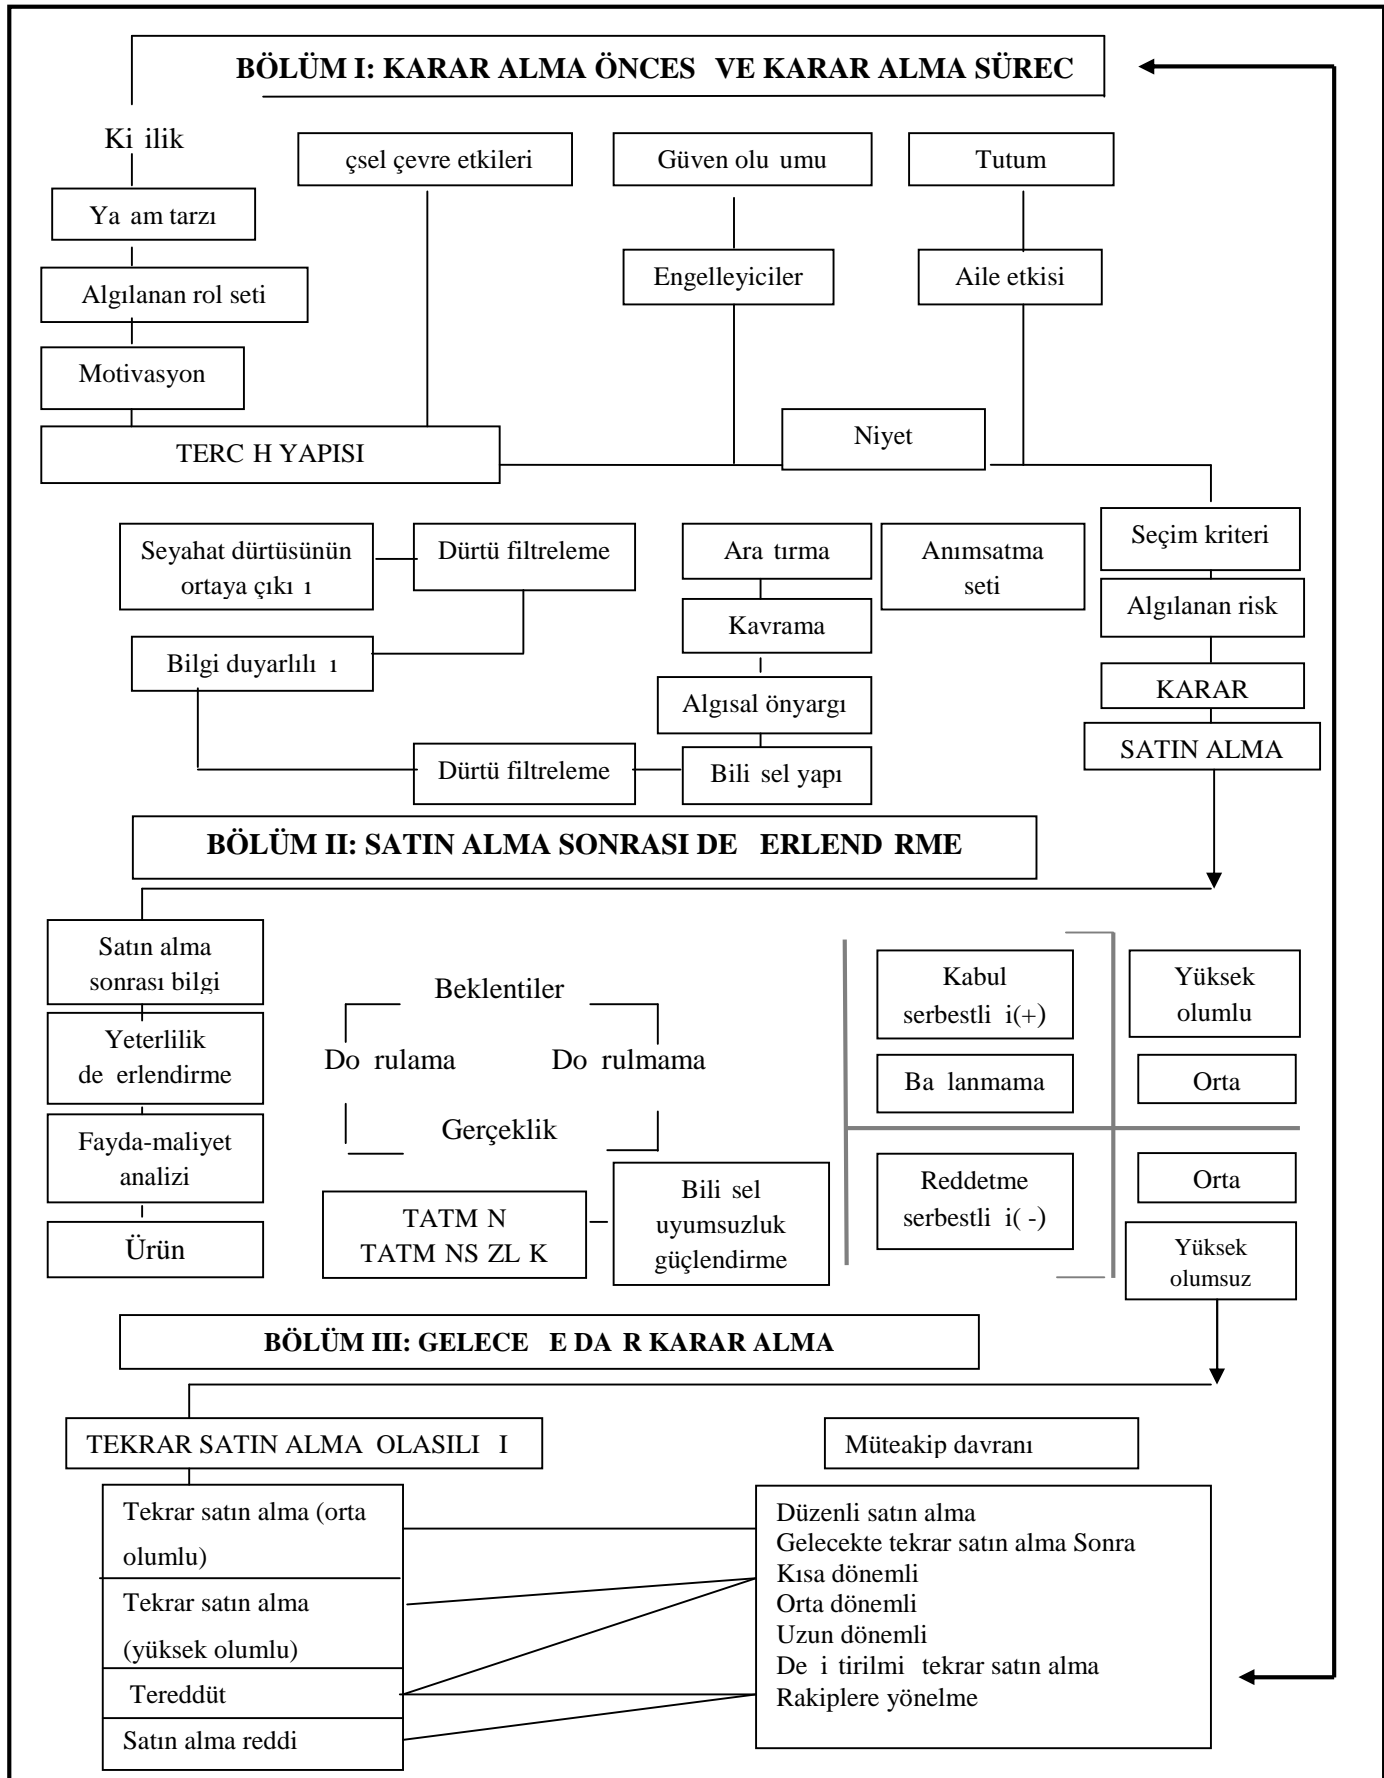 BÖLÜM I: KARAR ALMA ÖNCES VE KARAR ALMA SÜREC
Ki ilik
çsel çevre etkileri
Güven olu umu
Tutum
Ya am tarzı
Engelleyiciler
Aile etkisi
Algılanan rol seti
Motivasyon
TERC H YAPISI
Niyet
Seyahat dürtüsünün
ortaya çıkı ı
Dürtü filtreleme
Ara tırma
Anımsatma
seti
Seçim kriteri
Kavrama
Algılanan risk
Bilgi duyarlılı ı
Algısal önyargı
KARAR
Dürtü filtreleme
Bili sel yapı
SATIN ALMA
BÖLÜM II: SATIN ALMA SONRASI DE ERLEND RME
Satın alma
sonrası bilgi
Yeterlilik
de erlendirme
Fayda-maliyet
analizi
Ürün
Beklentiler
Do rulama
Do rulmama
Gerçeklik
TATM N
TATM NS ZL K
Bili sel
uyumsuzluk
güçlendirme
Kabul
serbestli i(+)
Ba lanmama
Reddetme
serbestli i( -)
Yüksek
olumlu
Orta
Orta
Yüksek
olumsuz
BÖLÜM III: GELECE E DA R KARAR ALMA
TEKRAR SATIN ALMA OLASILI I
Müteakip davranı
Tekrar satın alma (orta
olumlu)
Tekrar satın alma
(yüksek olumlu)
Tereddüt
Satın alma reddi
Düzenli satın alma
Gelecekte tekrar satın alma Sonra
Kısa dönemli
Orta dönemli
Uzun dönemli
De i tirilmi tekrar satın alma
Rakiplere yönelme